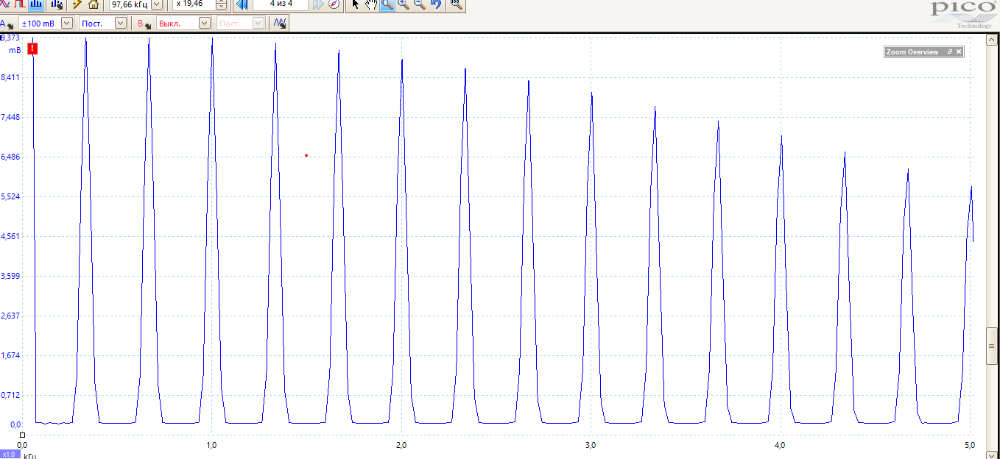 97,66 кГц x 19,46 4 из 4
pico
Technology
A ±100 mВ Пост. B Выкл. Пост.
9,373
mВ
!
Zoom Overview
8,411
7,448
6,486
5,524
4,561
3,599
2,637
1,674
0,712
0,0
0,0 1,0 2,0 3,0 4,0 5,0
x1.0 кГц